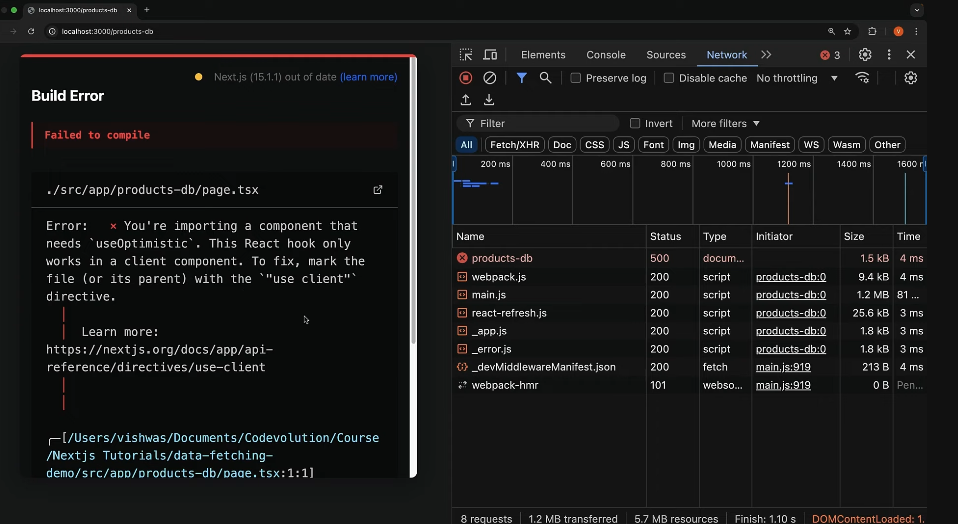 localhost:3000/products-db
localhost:3000/products-db
V
Next.js (15.1.1) out of date (learn more)
Build Error
Failed to compile
./src/app/products-db/page.tsx
Error: × You're importing a component that
needs `useOptimistic`. This React hook only
works in a client component. To fix, mark the
file (or its parent) with the `"use client"`
directive.
Learn more:
https://nextjs.org/docs/app/api-
reference/directives/use-client
[/Users/vishwas/Documents/Codevolution/Course
/Nextjs Tutorials/data-fetching-
demo/src/app/products-db/page.tsx:1:1]
Elements Console Sources Network 3
Preserve log Disable cache No throttling
Filter Invert More filters
All Fetch/XHR Doc CSS JS Font Img Media Manifest WS Wasm Other
200 ms 400 ms 600 ms 800 ms 1000 ms 1200 ms 1400 ms 1600
Name Status Type Initiator Size Time
products-db 500 docum... 1.5 kB 4 ms
webpack.js 200 script products-db:0 9.4 kB 4 ms
main.js 200 script products-db:0 1.2 MB 81 ...
react-refresh.js 200 script products-db:0 25.6 kB 3 ms
_app.js 200 script products-db:0 1.8 kB 3 ms
_error.js 200 script products-db:0 1.8 kB 3 ms
_devMiddlewareManifest.json 200 fetch main.js:919 213 B 4 ms
webpack-hmr 101 webso... main.js:919 0 B Pen...
8 requests 1.2 MB transferred 5.7 MB resources Finish: 1.10 s DOMContentLoaded: 1.